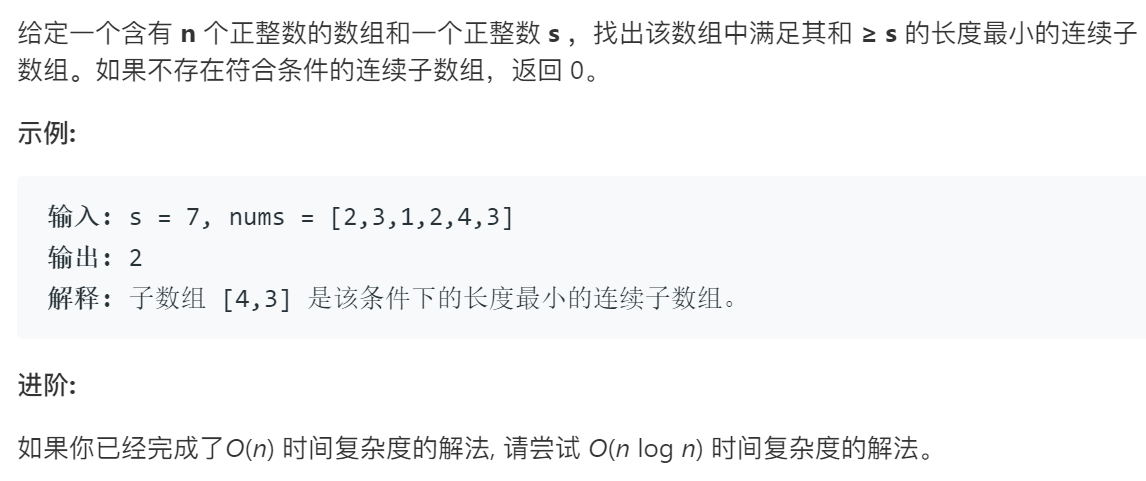 给定一个含有 n 个正整数的数组和一个正整数 s ，找出该数组中满足其和 ≥ s 的长度最小的连续子
数组。如果不存在符合条件的连续子数组，返回 0。
示例:
输入: s = 7, nums = [2,3,1,2,4,3]
输出: 2
解释: 子数组 [4,3] 是该条件下的长度最小的连续子数组。
进阶:
如果你已经完成了O(n) 时间复杂度的解法, 请尝试 O(n log n) 时间复杂度的解法。